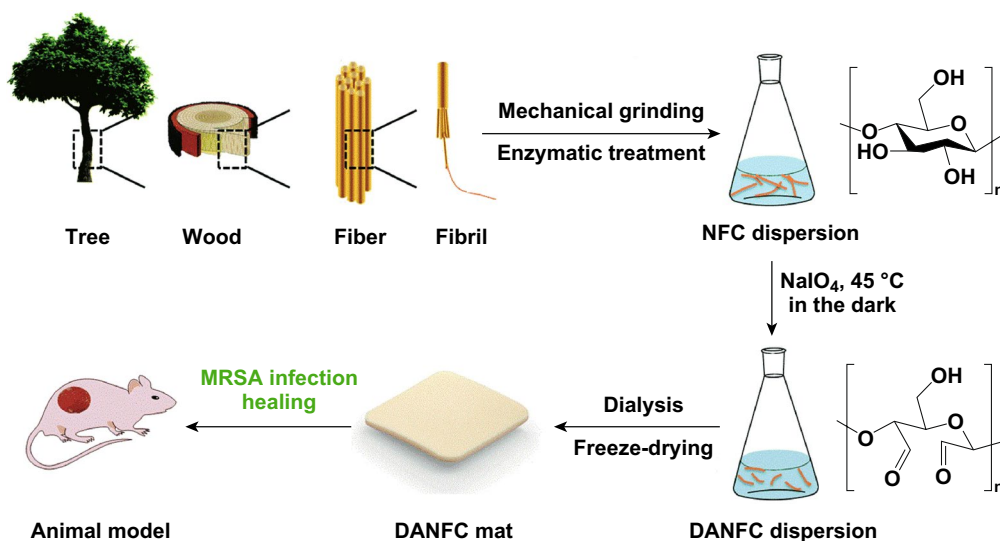 Tree
Wood
Fiber
Fibril
Mechanical grinding
Enzymatic treatment
NFC dispersion
OH
O
O
HO
OH
n
NaIO₄, 45 °C
in the dark
MRSA infection
healing
Dialysis
Freeze-drying
OH
O
O
O
O
n
Animal model
DANFC mat
DANFC dispersion